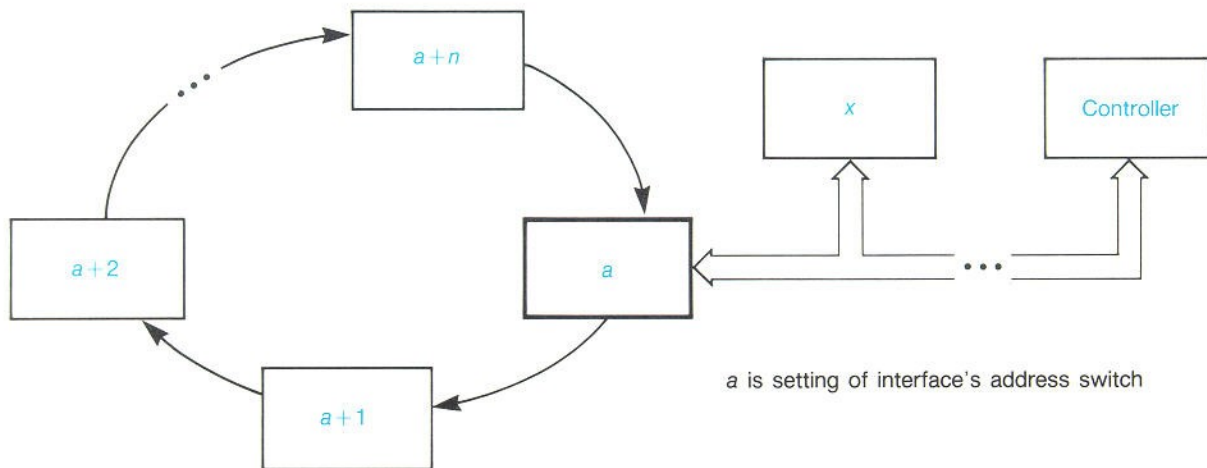 a+n
x
Controller
a+2
a
a is setting of interface's address switch
a+1